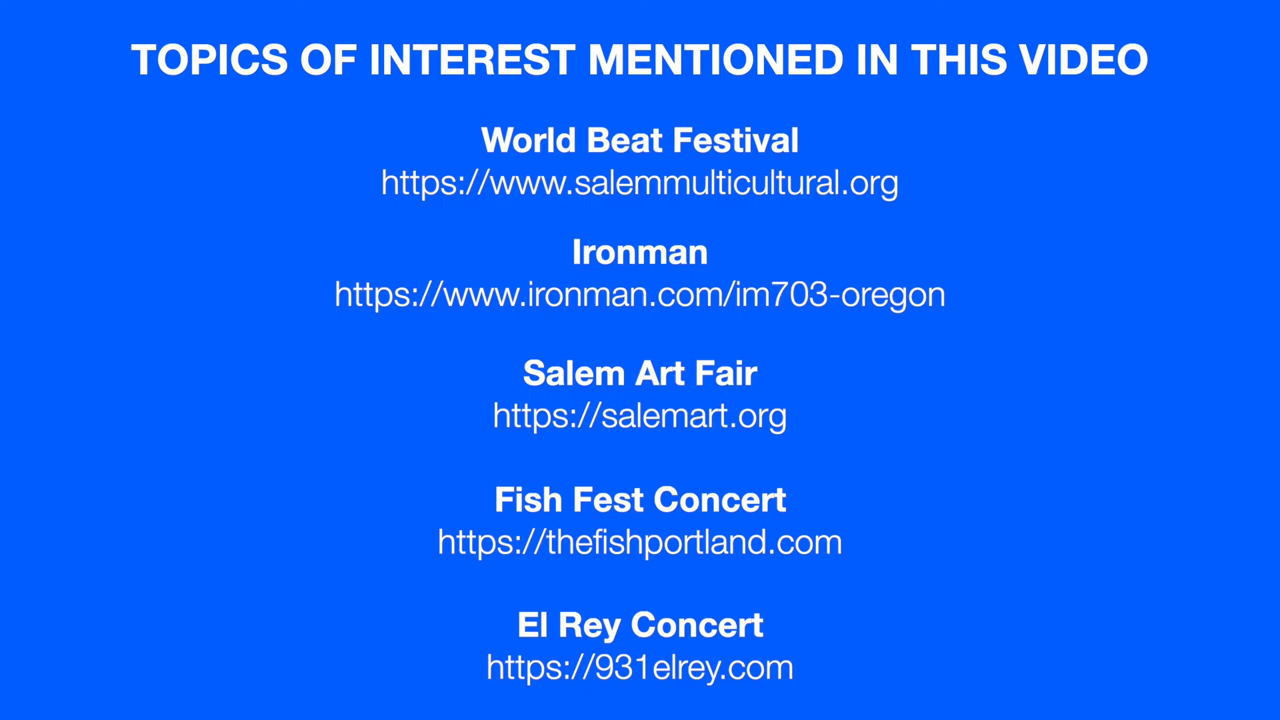 TOPICS OF INTEREST MENTIONED IN THIS VIDEO
World Beat Festival
https://www.salemmulticultural.org
Ironman
https://www.ironman.com/im703-oregon
Salem Art Fair
https://salemart.org
Fish Fest Concert
https://thefishportland.com
El Rey Concert
https://931elrey.com